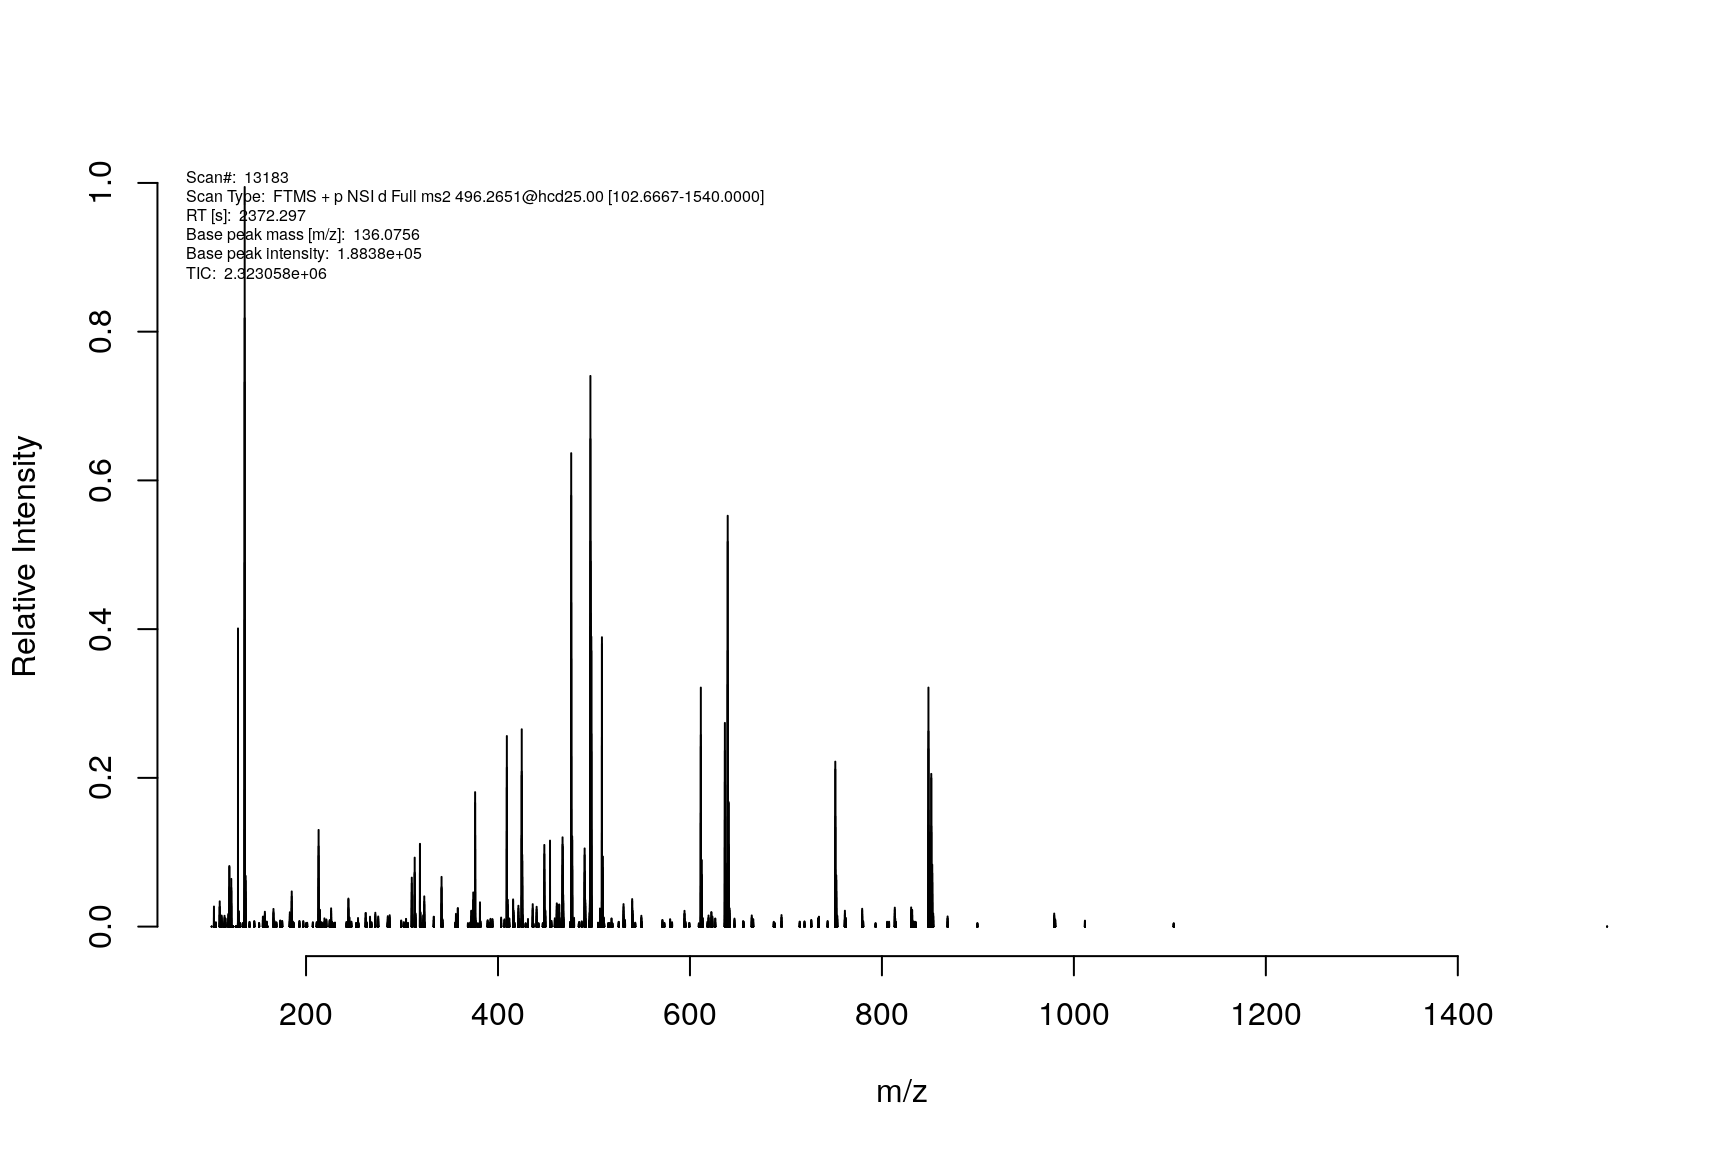 Scan#: 13183
Scan Type: FTMS + p NSI d Full ms2 496.2651@hcd25.00 [102.6667-1540.0000]
RT [s]: 2372.297
Base peak mass [m/z]: 136.0756
Base peak intensity: 1.8838e+05
TIC: 2.323058e+06
1.0
0.8
0.6
0.4
0.2
0.0
Relative Intensity
200 400 600 800 1000 1200 1400
m/z